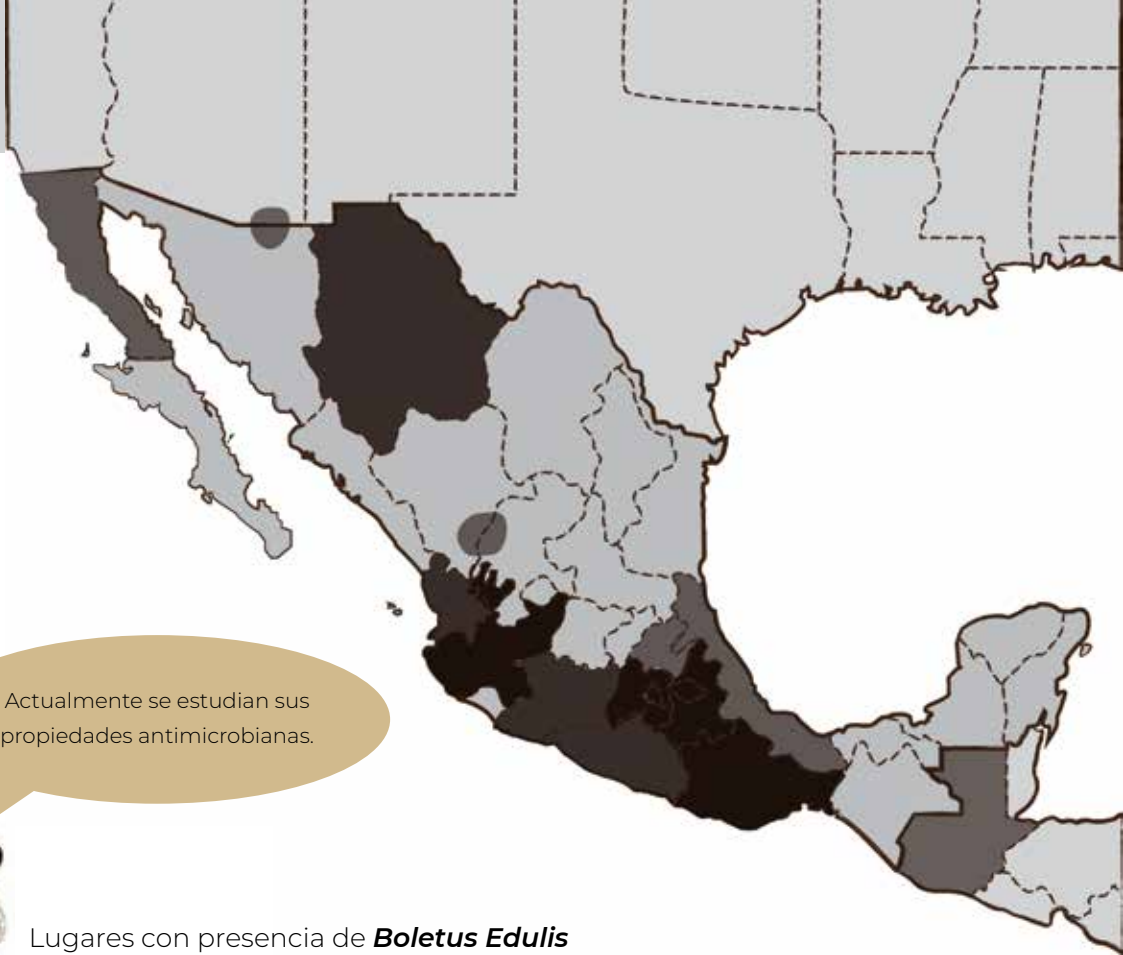 Actualmente se estudian sus
propiedades antimicrobianas.
Lugares con presencia de Boletus Edulis